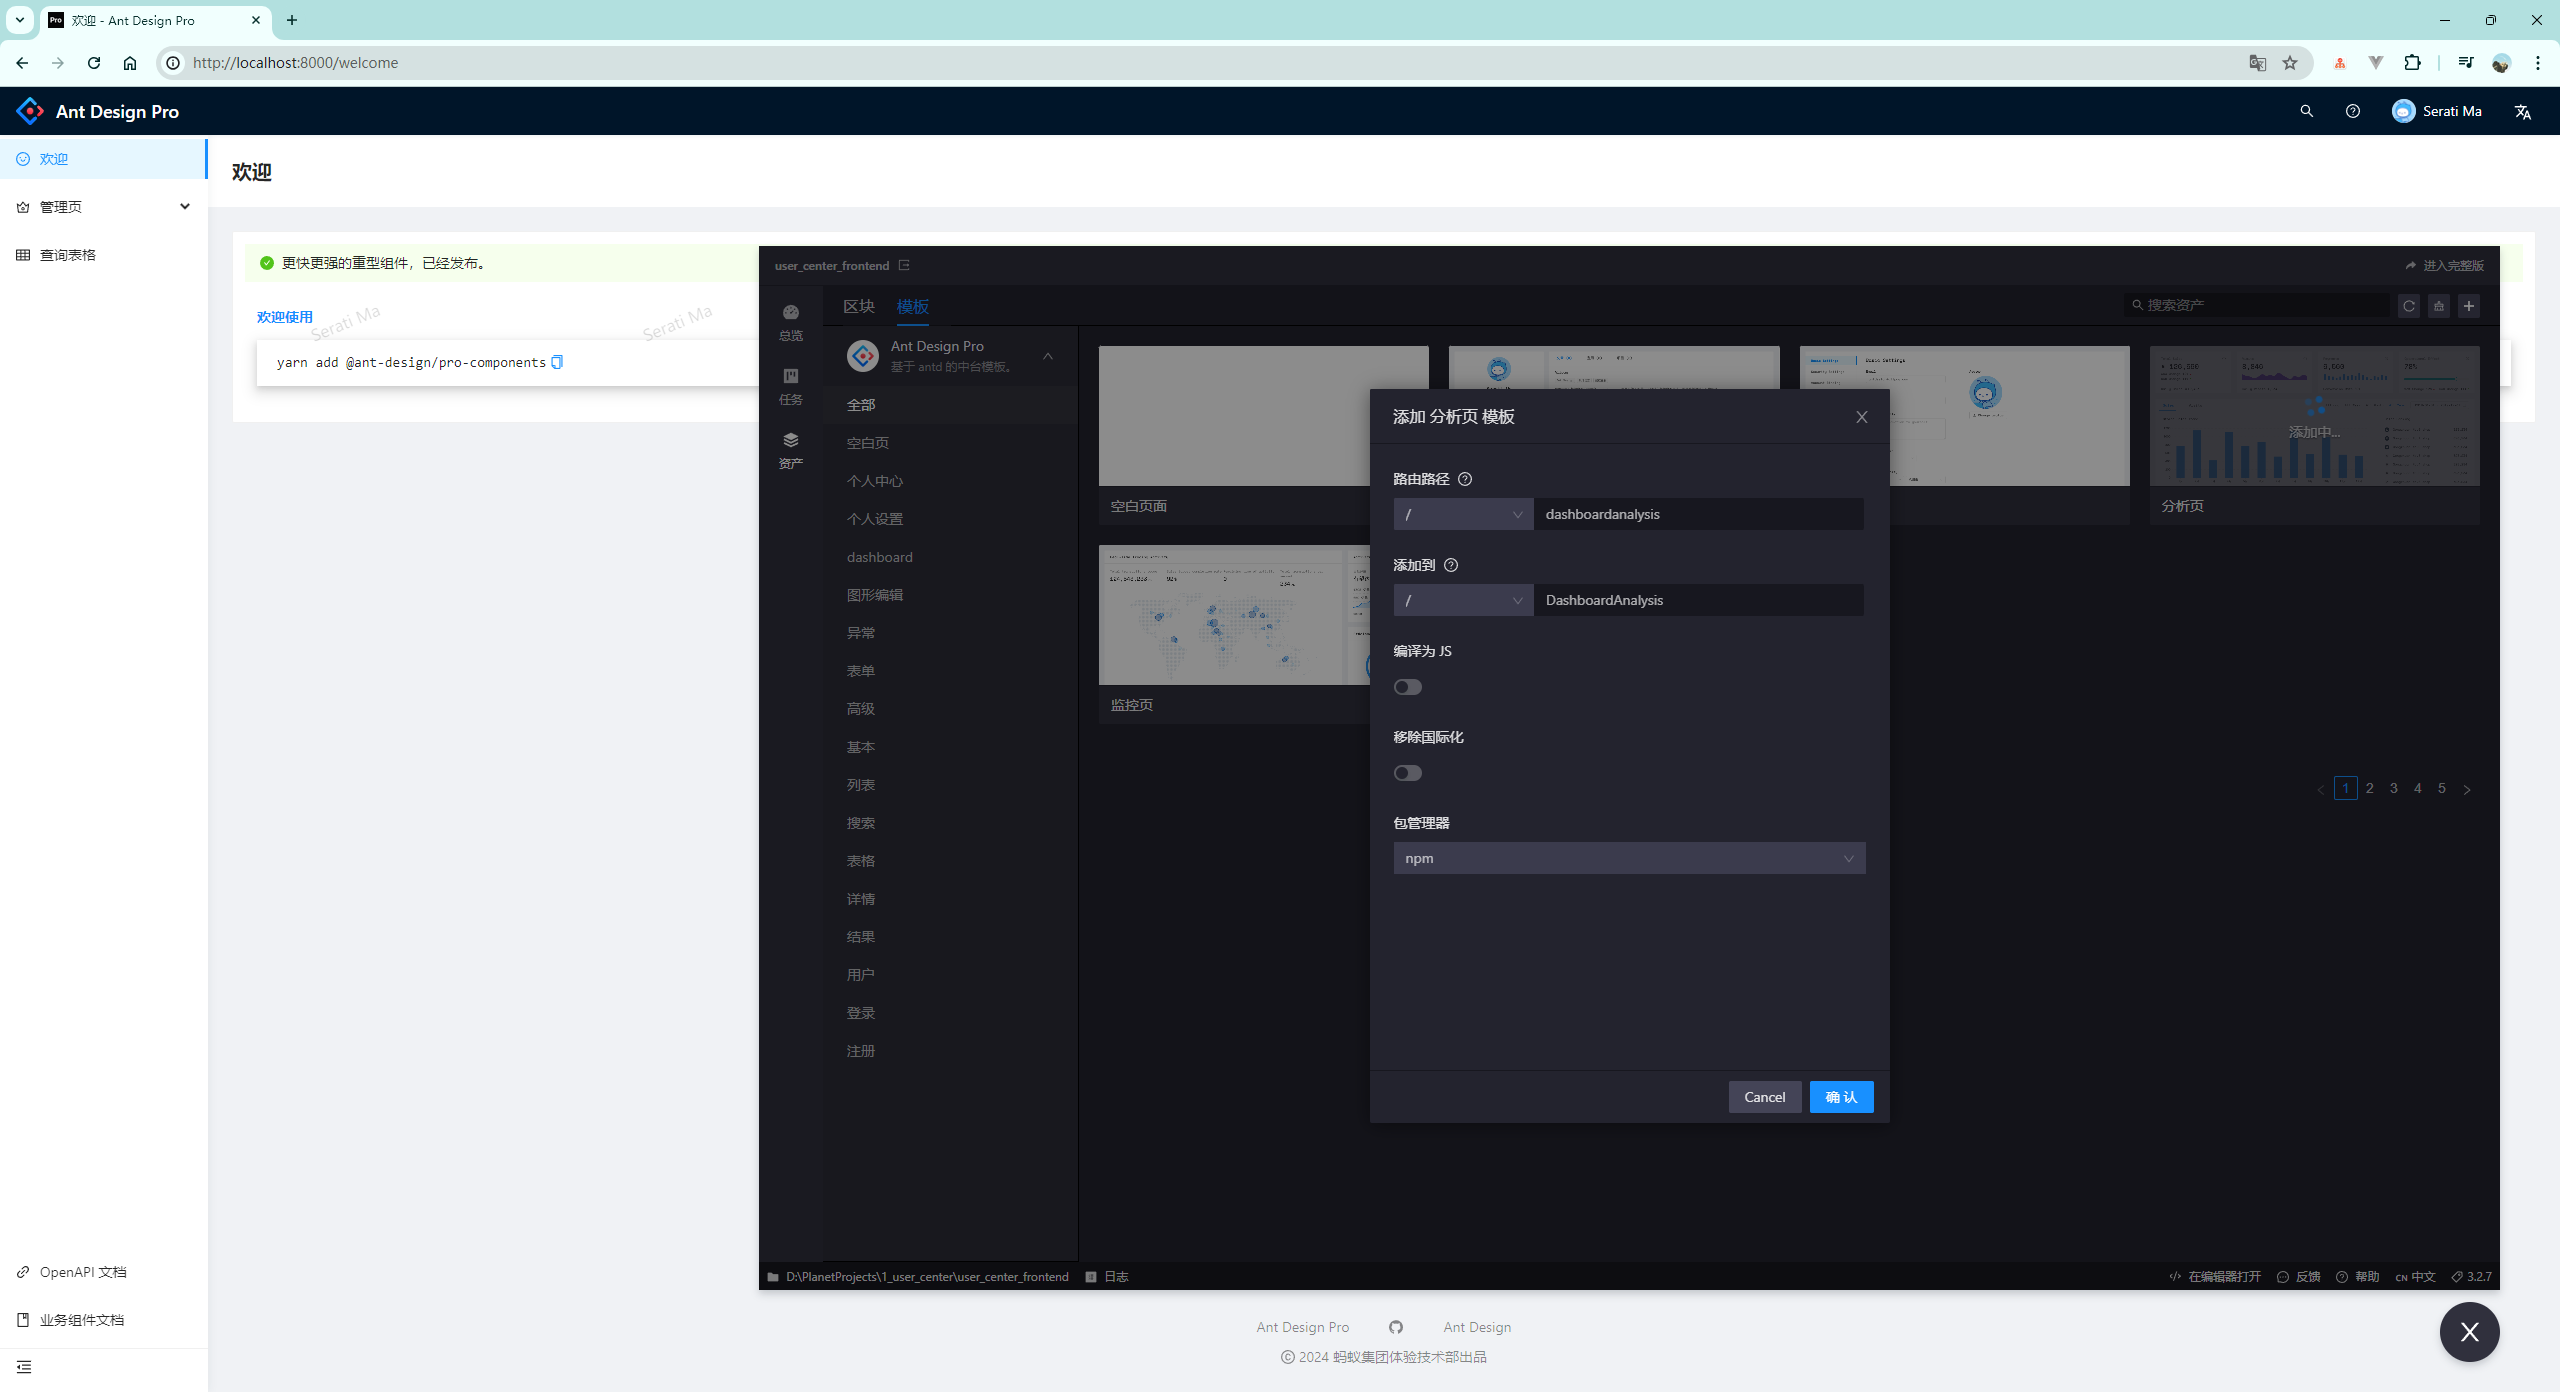 欢迎 - Ant Design Pro
http://localhost:8000/welcome
Ant Design Pro
Serati Ma
欢迎
管理页
查询表格
OpenAPI 文档
业务组件文档
欢迎
更快更强的重型组件，已经发布。
欢迎使用
Serati Ma
Serati Ma
yarn add @ant-design/pro-components
user_center_frontend
进入完整版
总览
任务
资产
区块
模板
搜索资产
Ant Design Pro
基于 antd 的中台模板。
全部
空白页
个人中心
个人设置
dashboard
图形编辑
异常
表单
高级
基本
列表
搜索
表格
详情
结果
用户
登录
注册
空白页面
添加中...
分析页
监控页
1 2 3 4 5
添加 分析页 模板
路由路径
/
dashboardanalysis
添加到
/
DashboardAnalysis
编译为 JS
移除国际化
包管理器
npm
Cancel
确 认
D:\PlanetProjects\1_user_center\user_center_frontend
日志
在编辑器打开
反馈
帮助
CN 中文
3.2.7
Ant Design Pro
Ant Design
© 2024 蚂蚁集团体验技术部出品